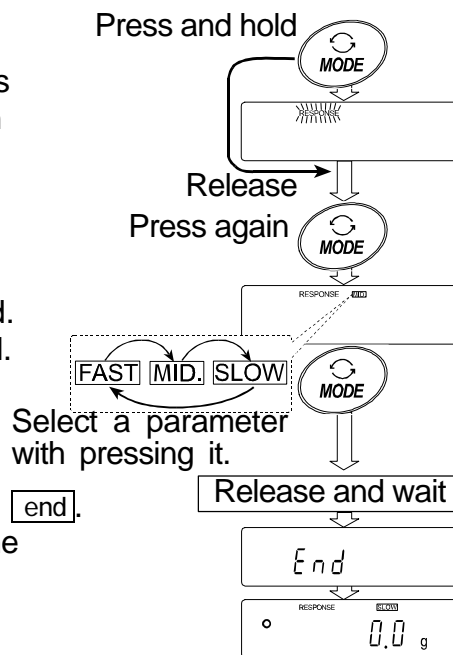 Press and hold
MODE
s
RESPONSE
Release
Press again
MODE
d.
RESPONSE MID.
FAST MID. SLOW
MODE
Select a parameter
with pressing it.
Release and wait
end.
e
End
RESPONSE SLOW
0.0 g